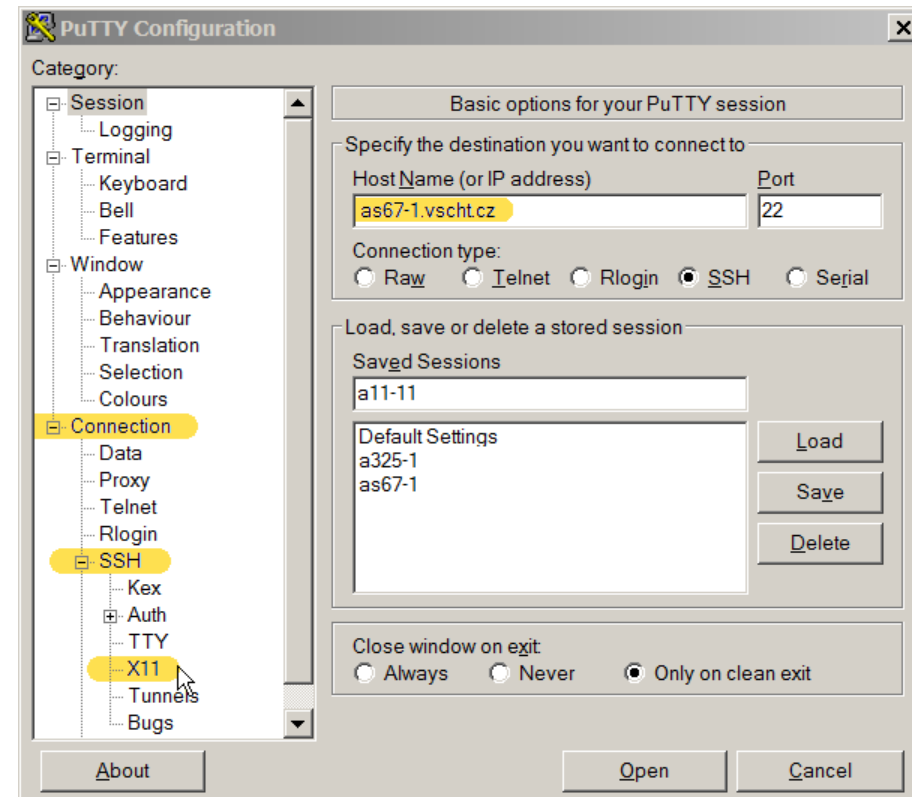 PuTTY Configuration
Category:
Session
Logging
Terminal
Keyboard
Bell
Features
Window
Appearance
Behaviour
Translation
Selection
Colours
Connection
Data
Proxy
Telnet
Rlogin
SSH
Kex
Auth
TTY
X11
Tunnels
Bugs
Basic options for your PuTTY session
Specify the destination you want to connect to
Host Name (or IP address) Port
as67-1.vscht.cz 22
Connection type:
Raw Telnet Rlogin SSH Serial
Load, save or delete a stored session
Saved Sessions
a11-11
Default Settings
a325-1
as67-1
Load
Save
Delete
Close window on exit:
Always Never Only on clean exit
About Open Cancel